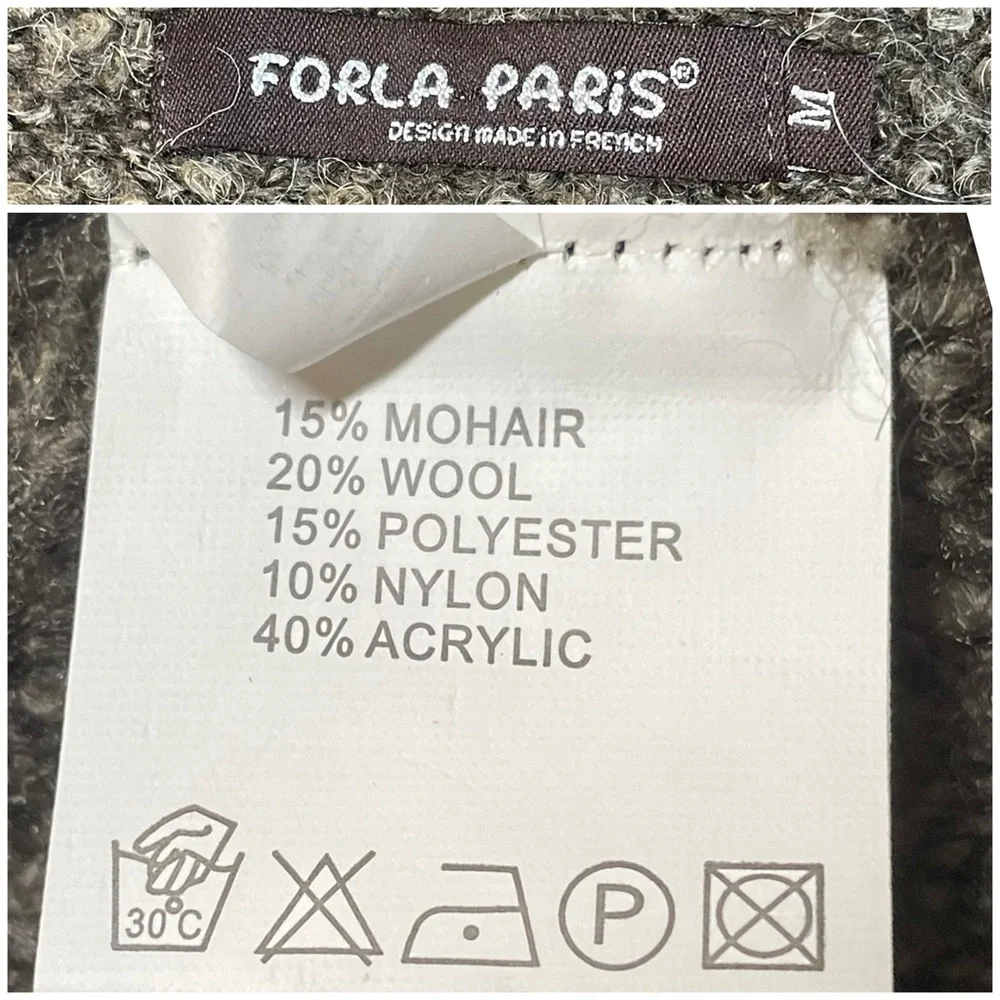 FORLA PARiS®
DESiGn mADE in FRENCH
M
15% MOHAIR
20% WOOL
15% POLYESTER
10% NYLON
40% ACRYLIC
30°C
P